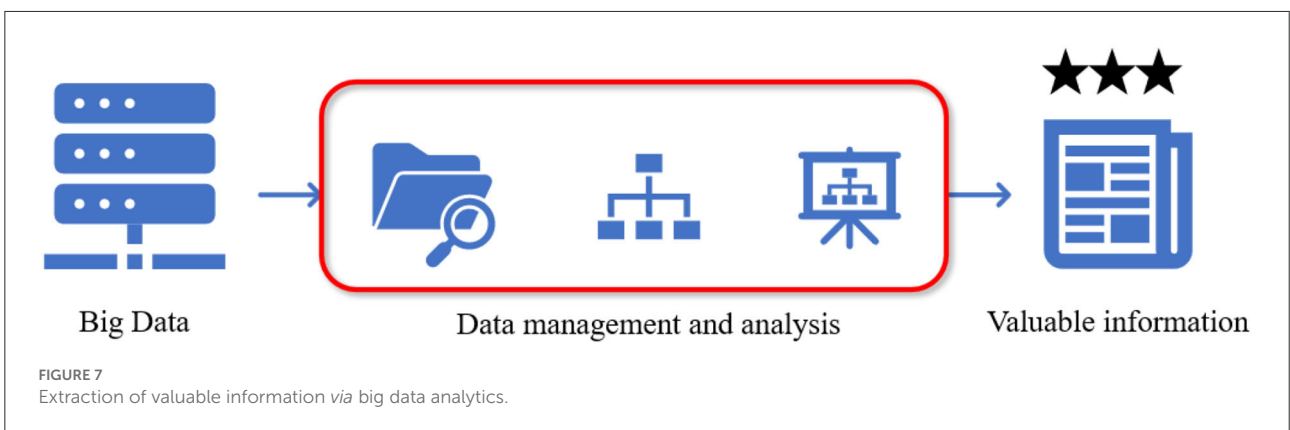 Big Data
Data management and analysis
Valuable information
FIGURE 7
Extraction of valuable information via big data analytics.